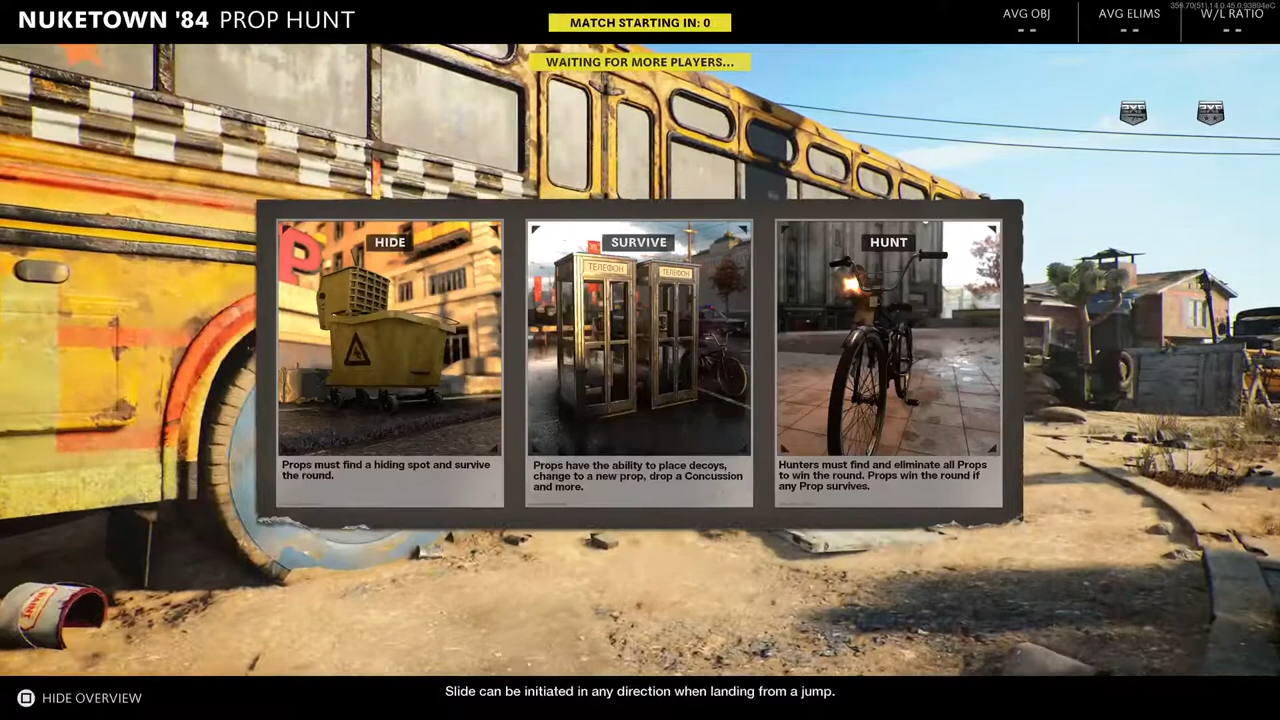 NUKETOWN '84 PROP HUNT
MATCH STARTING IN: 0
WAITING FOR MORE PLAYERS...
AVG OBJ
AVG ELIMS
W/L RATIO
--
--
--
HIDE
Props must find a hiding spot and survive
the round.
SURVIVE
ТЕЛЕФОН
ТЕЛЕФОН
Props have the ability to place decoys,
change to a new prop, drop a Concussion
and more.
HUNT
Hunters must find and eliminate all Props
to win the round. Props win the round if
any Prop survives.
P
PAINT
HIDE OVERVIEW
Slide can be initiated in any direction when landing from a jump.